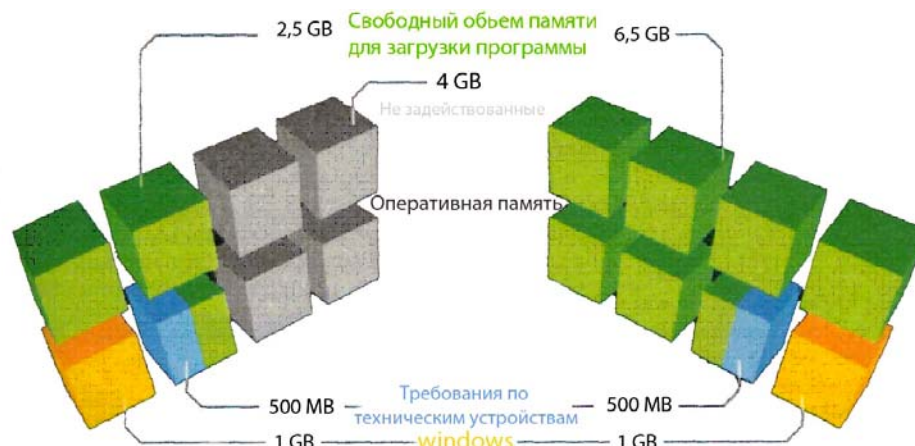 2,5 GB
Свободный обьем памяти
для загрузки программы
6,5 GB
4 GB
Не задействованные
Оперативная память
500 MB
Требования по
техническим устройствам
500 MB
1 GB
windows
1 GB